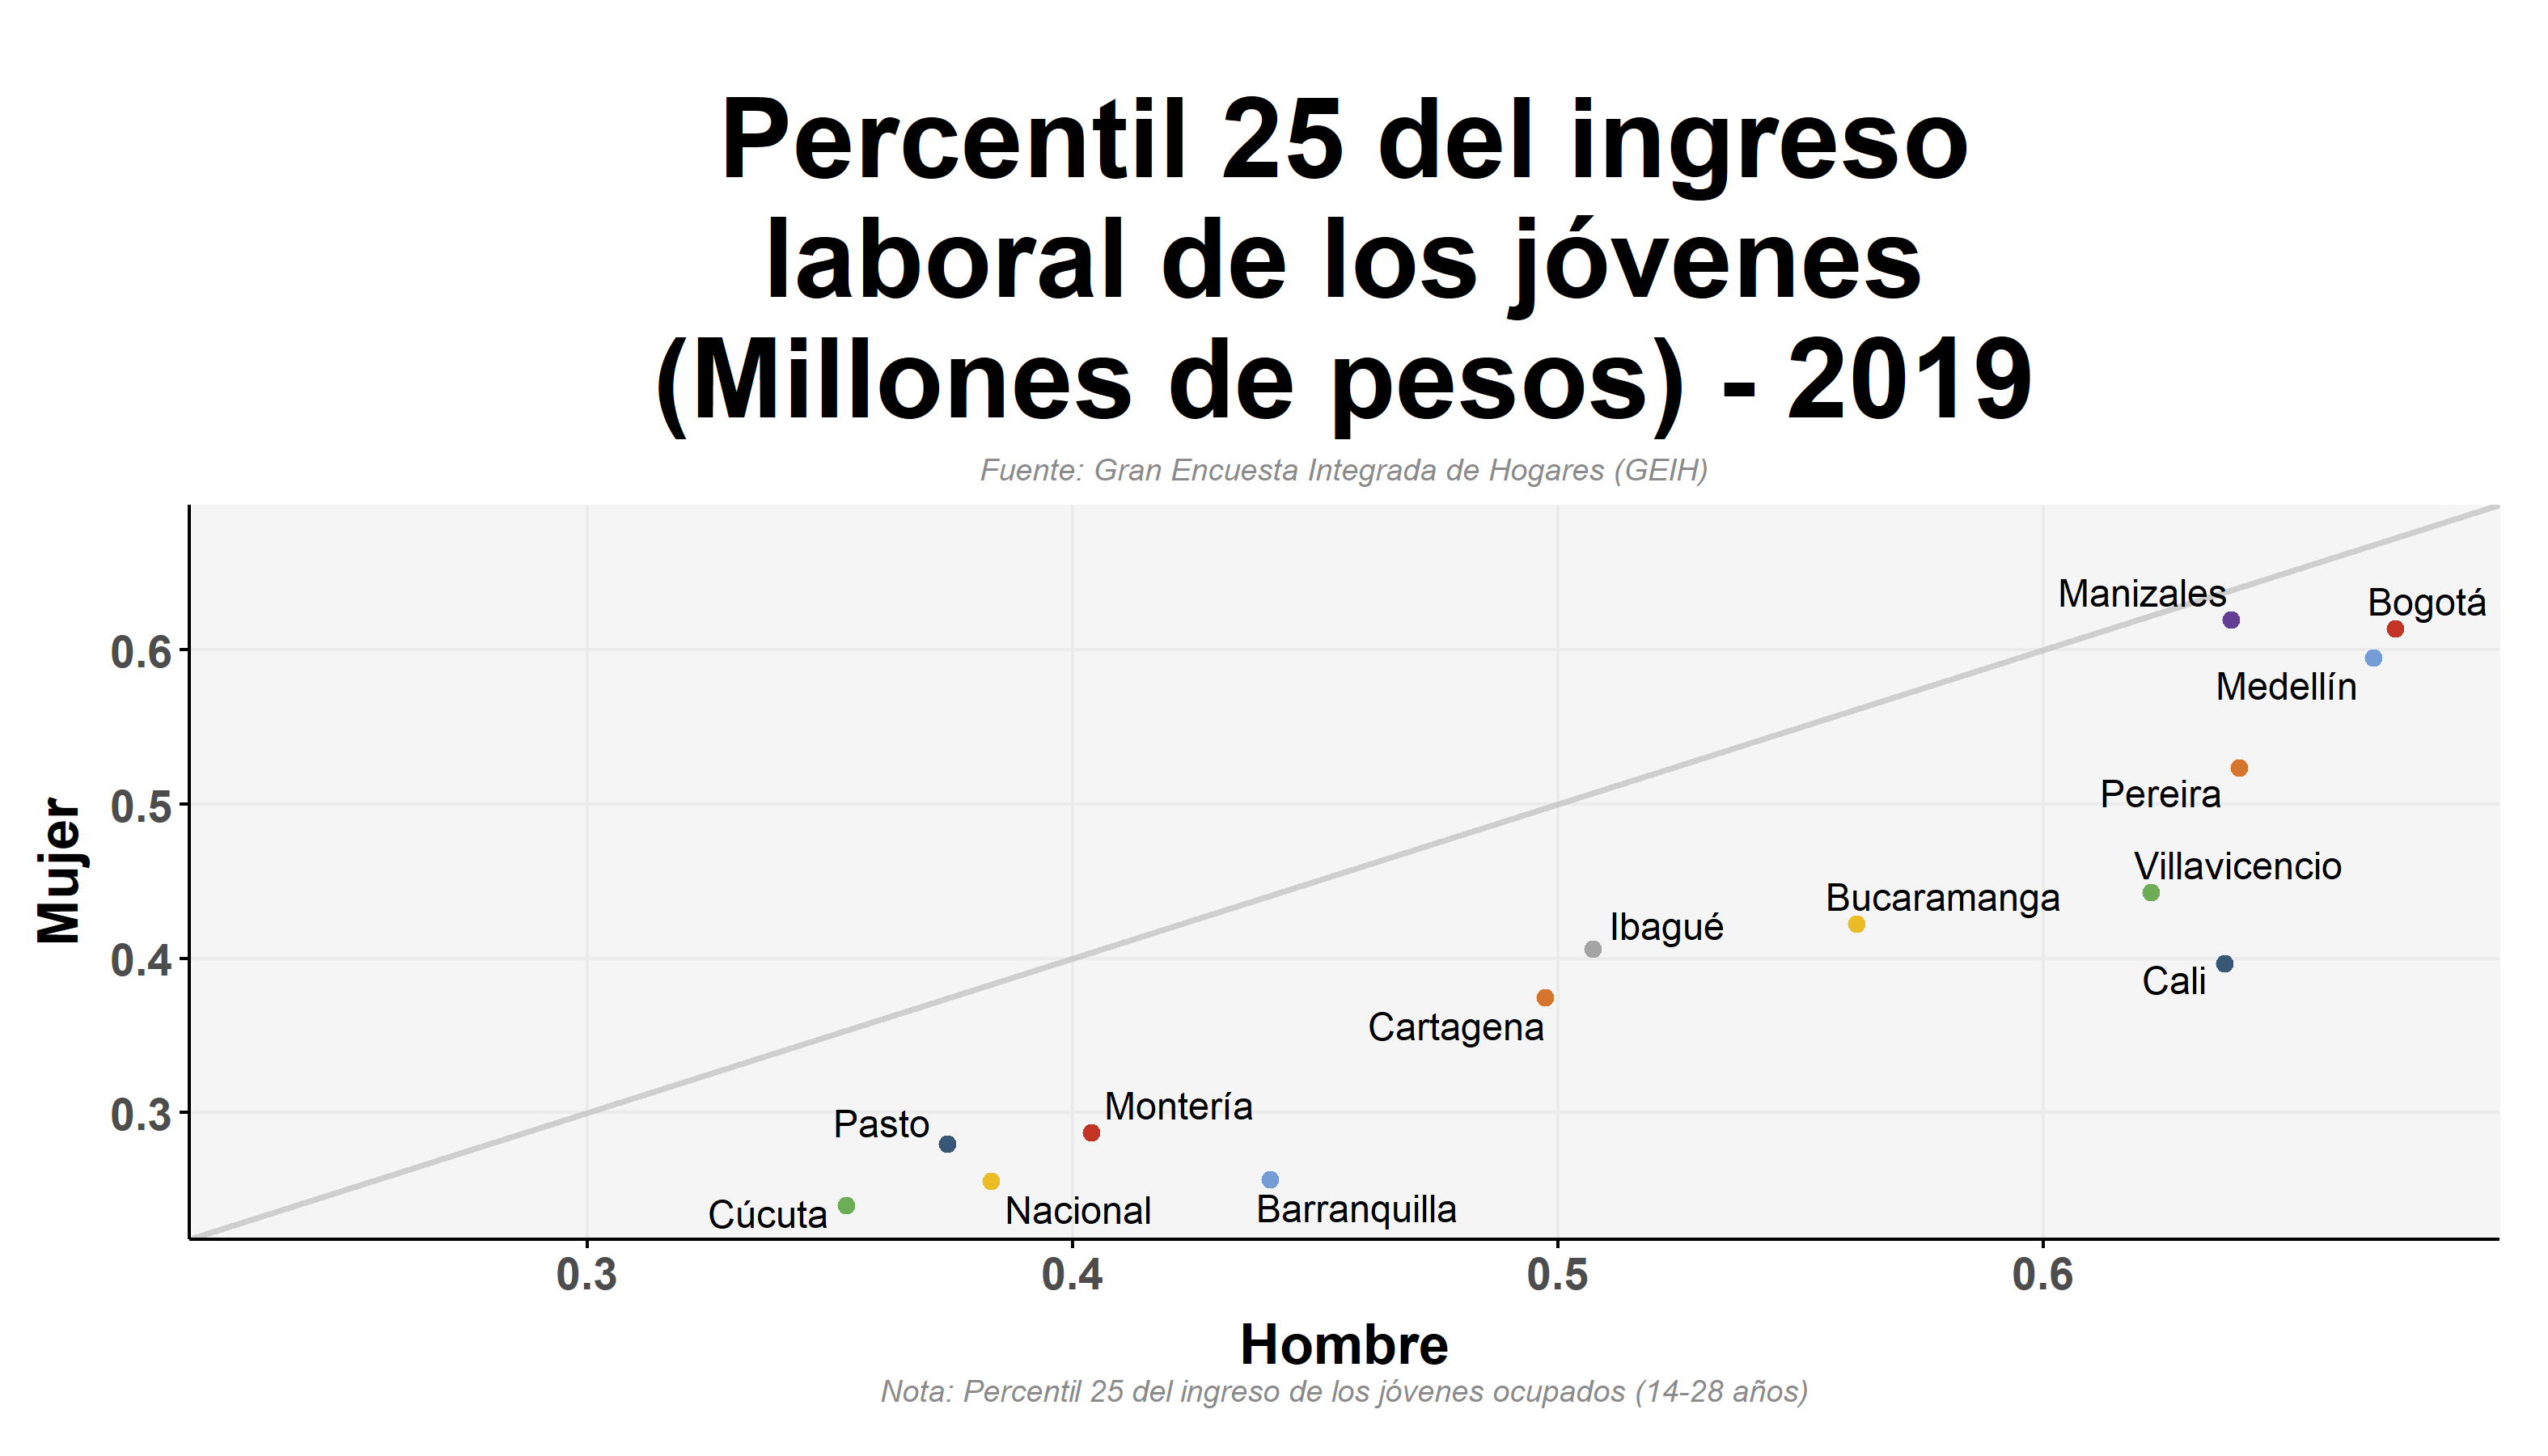 Percentil 25 del ingreso
laboral de los jóvenes
(Millones de pesos) - 2019
Fuente: Gran Encuesta Integrada de Hogares (GEIH)
Manizales
Bogotá
Medellín
Pereira
Villavicencio
Bucaramanga
Ibagué
Cali
Cartagena
Montería
Pasto
Nacional
Barranquilla
Cúcuta
Mujer
0.6
0.5
0.4
0.3
0.3
0.4
0.5
0.6
Hombre
Nota: Percentil 25 del ingreso de los jóvenes ocupados (14-28 años)